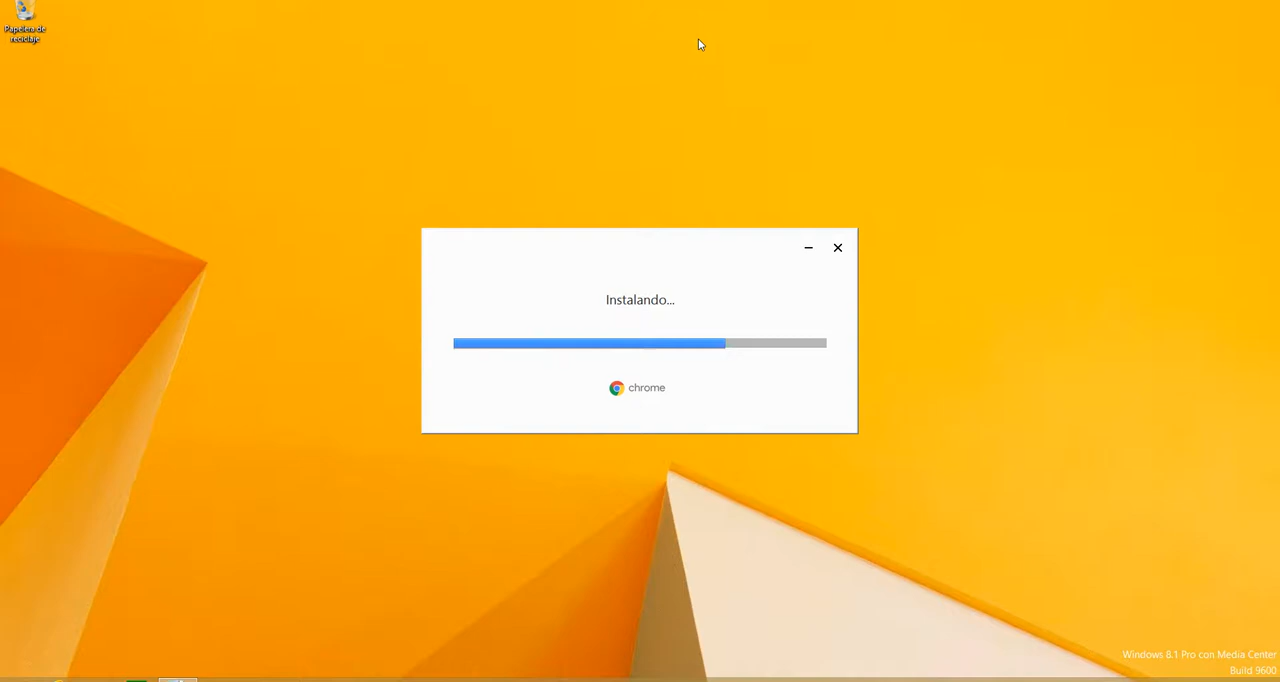 Papelera de
reciclaje
Instalando...
chrome
Windows 8.1 Pro con Media Center
Build 9600